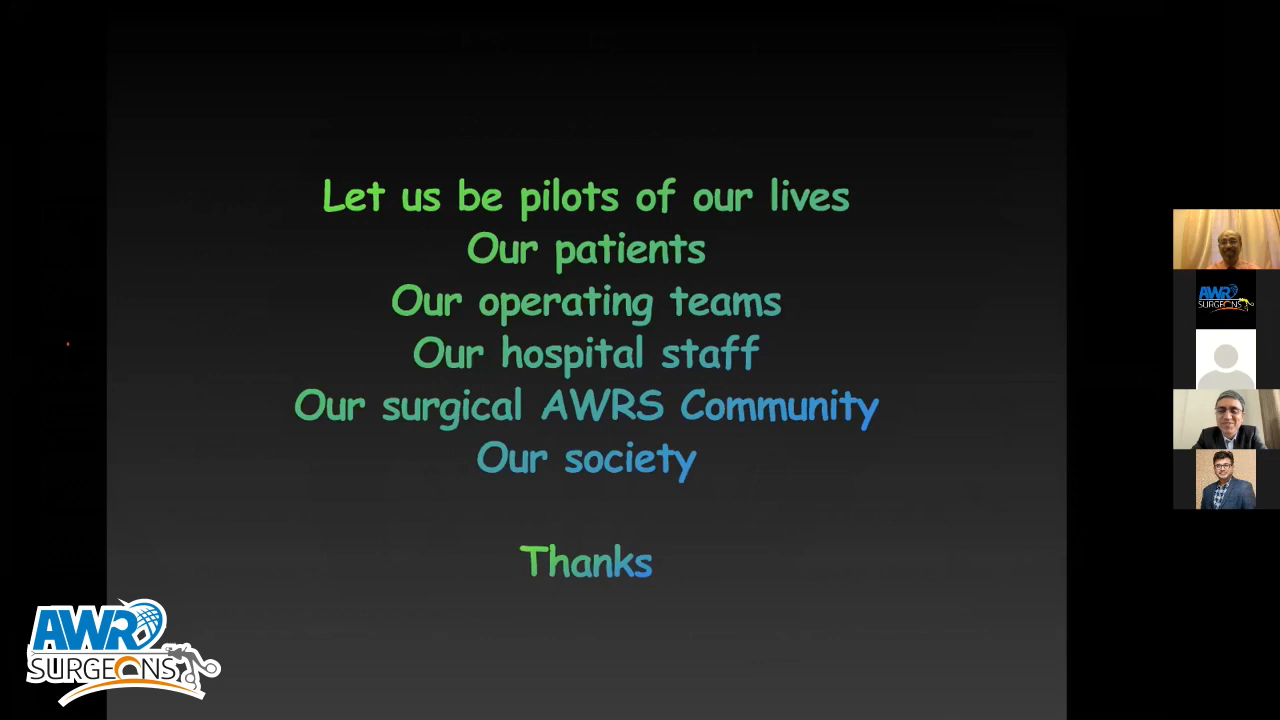 Let us be pilots of our lives
Our patients
Our operating teams
Our hospital staff
Our surgical AWRS Community
Our society
Thanks
AWR
SURGEONS
AWR
SURGEONS